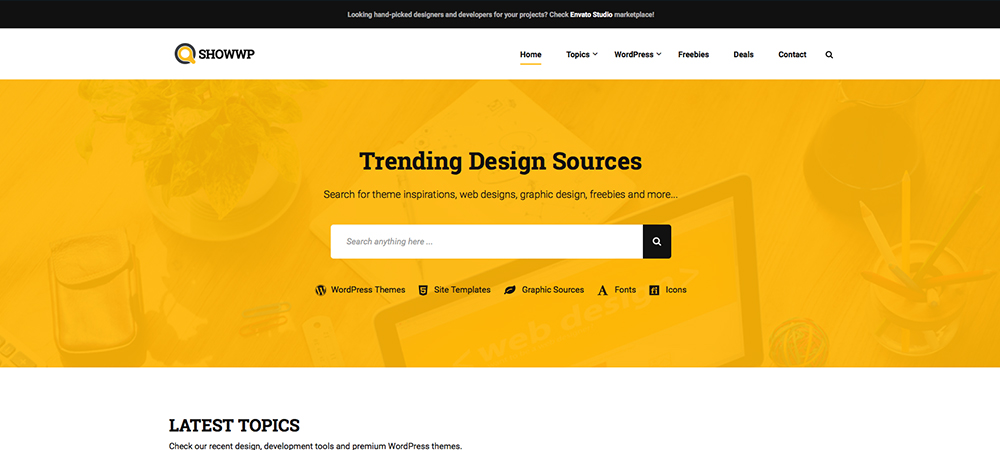 Looking hand-picked designers and developers for your projects? Check Envato Studio marketplace!
SHOWWP
Home Topics WordPress Freebies Deals Contact
Trending Design Sources
Search for theme inspirations, web designs, graphic design, freebies and more...
Search anything here ...
WordPress Themes Site Templates Graphic Sources Fonts Icons
< web design >
LATEST TOPICS
Check our recent design, development tools and premium WordPress themes.